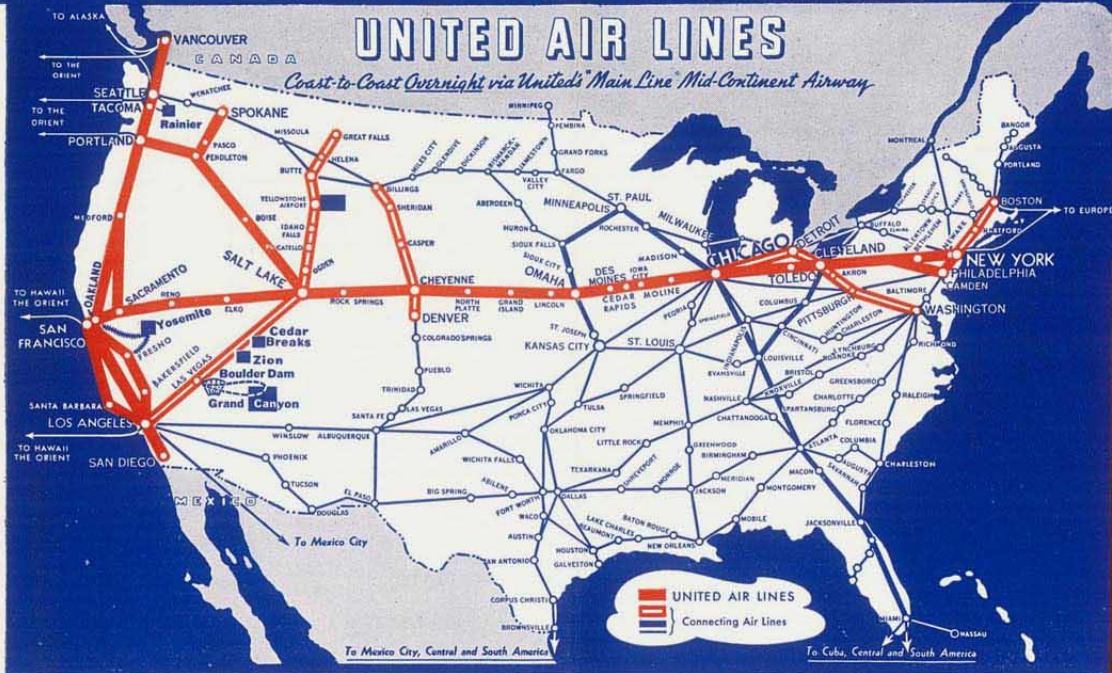 UNITED AIR LINES
Coast-to-Coast Overnight via United's "Main Line" Mid-Continent Airway
TO ALASKA
VANCOUVER
CANADA
TO THE ORIENT
SEATTLE
TACOMA
WENATCHEE
SPOKANE
Rainier
TO THE ORIENT
PORTLAND
PASCO
PENDLETON
MISSOULA
GREAT FALLS
HELENA
BUTTE
BILLINGS
MILES CITY
GLENDIVE
DICKINSON
BISMARCK-MANDAN
JAMESTOWN
VALLEY CITY
FARGO
WINNIPEG
PEMBINA
GRAND FORKS
MONTREAL
BANGOR
AUGUSTA
PORTLAND
BOSTON
TO EUROPE
HARTFORD
NEWARK
ALLENTOWN
BETHLEHEM
BUFFALO
ELMIRA
MEDFORD
BOISE
YELLOWSTONE AIRPORT
IDAHO FALLS
POCATELLO
OGDEN
SALT LAKE
SHERIDAN
CASPER
CHEYENNE
DENVER
ABERDEEN
HURON
SIOUX FALLS
SIOUX CITY
OMAHA
MINNEAPOLIS
ST. PAUL
ROCHESTER
MILWAUKEE
MADISON
CHICAGO
DETROIT
CLEVELAND
TOLEDO
AKRON
NEW YORK
PHILADELPHIA
CAMDEN
BALTIMORE
WASHINGTON
PITTSBURGH
DES MOINES
IOWA CITY
CEDAR RAPIDS
MOLINE
LINCOLN
GRAND ISLAND
NORTH PLATTE
ROCK SPRINGS
ELKO
RENO
SACRAMENTO
OAKLAND
TO HAWAII
THE ORIENT
SAN FRANCISCO
Yosemite
FRESNO
BAKERSFIELD
LAS VEGAS
Cedar Breaks
Zion
Boulder Dam
Grand Canyon
SANTA BARBARA
LOS ANGELES
TO HAWAII
THE ORIENT
SAN DIEGO
COLORADO SPRINGS
PUEBLO
TRINIDAD
LAS VEGAS
SANTA FE
ALBUQUERQUE
WINSLOW
PHOENIX
TUCSON
DOUGLAS
EL PASO
MEXICO
To Mexico City
ST. JOSEPH
KANSAS CITY
ST. LOUIS
PEORIA
SPRINGFIELD
INDIANAPOLIS
COLUMBUS
CINCINNATI
LOUISVILLE
EVANSVILLE
HUNTINGTON
CHARLESTON
LYNCHBURG
ROANOKE
RICHMOND
BRISTOL
KNOXVILLE
GREENSBORO
RALEIGH
CHARLOTTE
SPARTANBURG
FLORENCE
NASHVILLE
CHATTANOOGA
ATLANTA
COLUMBIA
AUGUSTA
SAVANNAH
CHARLESTON
MACON
WICHITA
PONCA CITY
TULSA
SPRINGFIELD
OKLAHOMA CITY
AMARILLO
WICHITA FALLS
MEMPHIS
LITTLE ROCK
GREENWOOD
BIRMINGHAM
TEXARKANA
SHREVEPORT
MONROE
JACKSON
MERIDIAN
MONTGOMERY
MOBILE
BIG SPRING
ABILENE
FORT WORTH
DALLAS
WACO
AUSTIN
SAN ANTONIO
HOUSTON
GALVESTON
BEAUMONT
LAKE CHARLES
BATON ROUGE
NEW ORLEANS
JACKSONVILLE
CORPUS CHRISTI
BROWNSVILLE
MIAMI
NASSAU
UNITED AIR LINES
Connecting Air Lines
To Mexico City, Central and South America
To Cuba, Central and South America